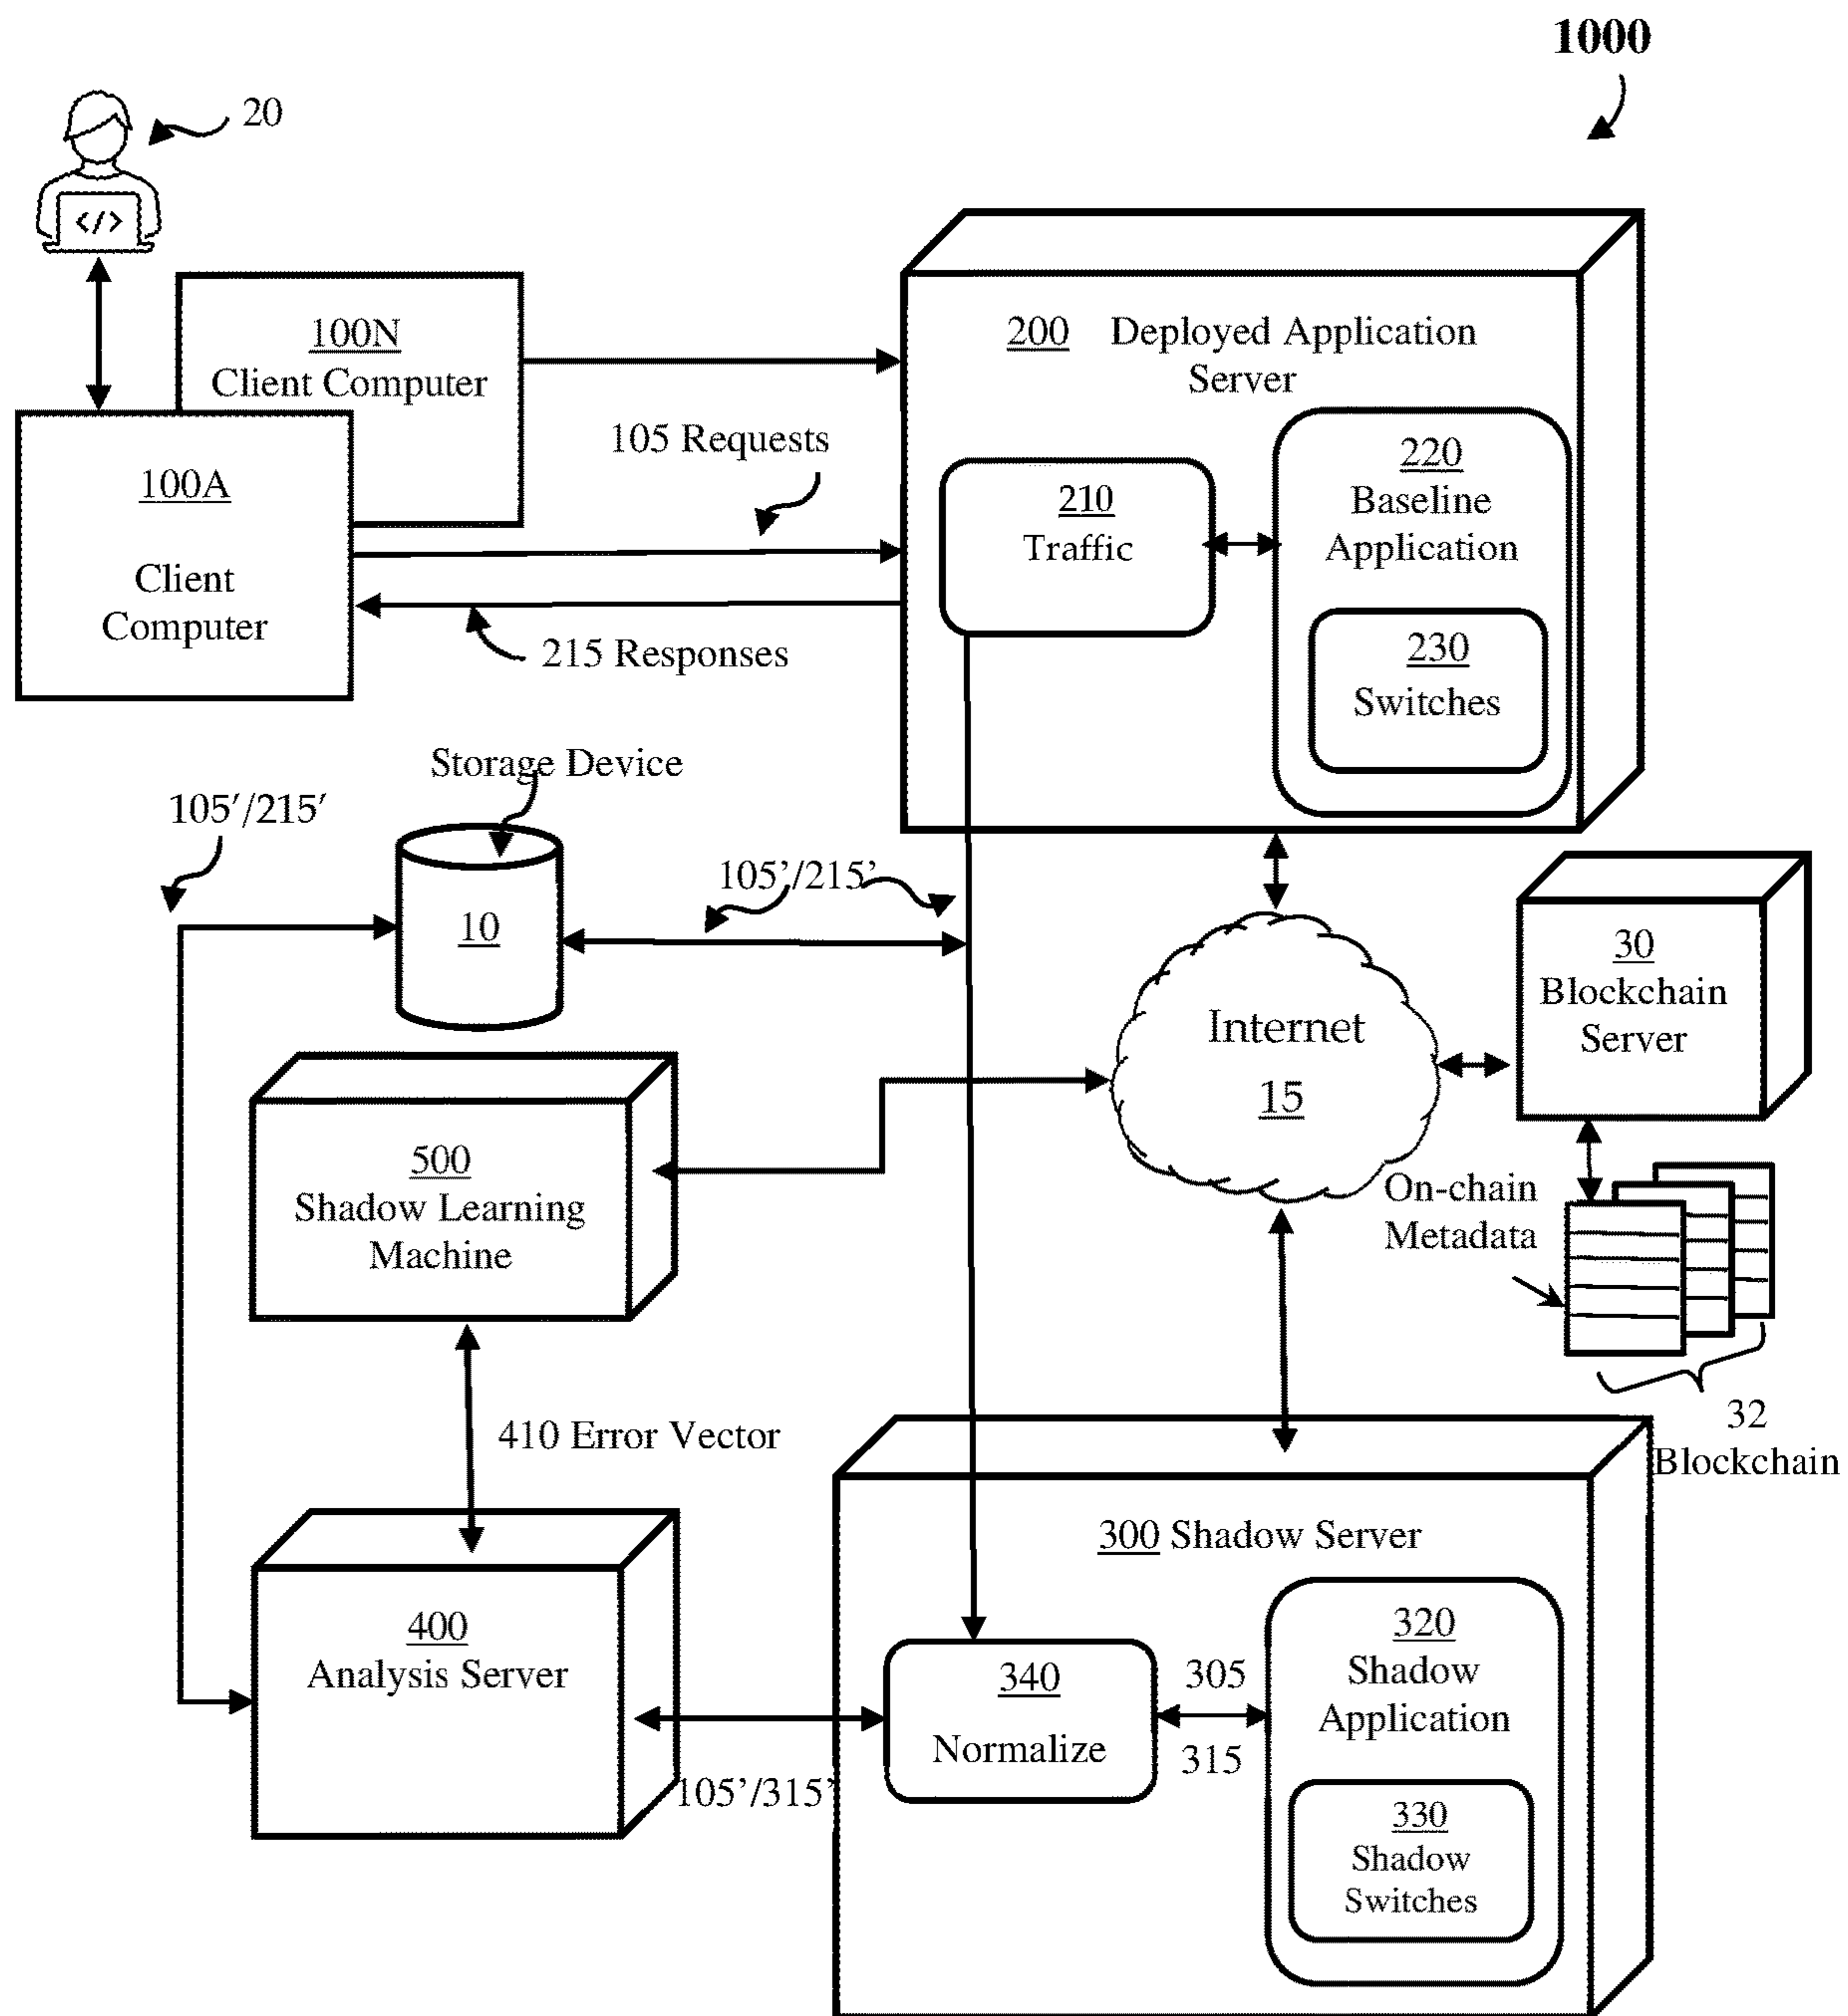 1000
20
</>
100N
Client Computer
200 Deployed Application
Server
105 Requests
100A
Client
Computer
210
Traffic
220
Baseline
Application
230
Switches
215 Responses
Storage Device
105′/215′
10
105’/215’
30
Blockchain
Server
Internet
15
500
Shadow Learning
Machine
On-chain
Metadata
32
Blockchain
410 Error Vector
300 Shadow Server
400
Analysis Server
340
Normalize
305
315
320
Shadow
Application
105’/315’
330
Shadow
Switches